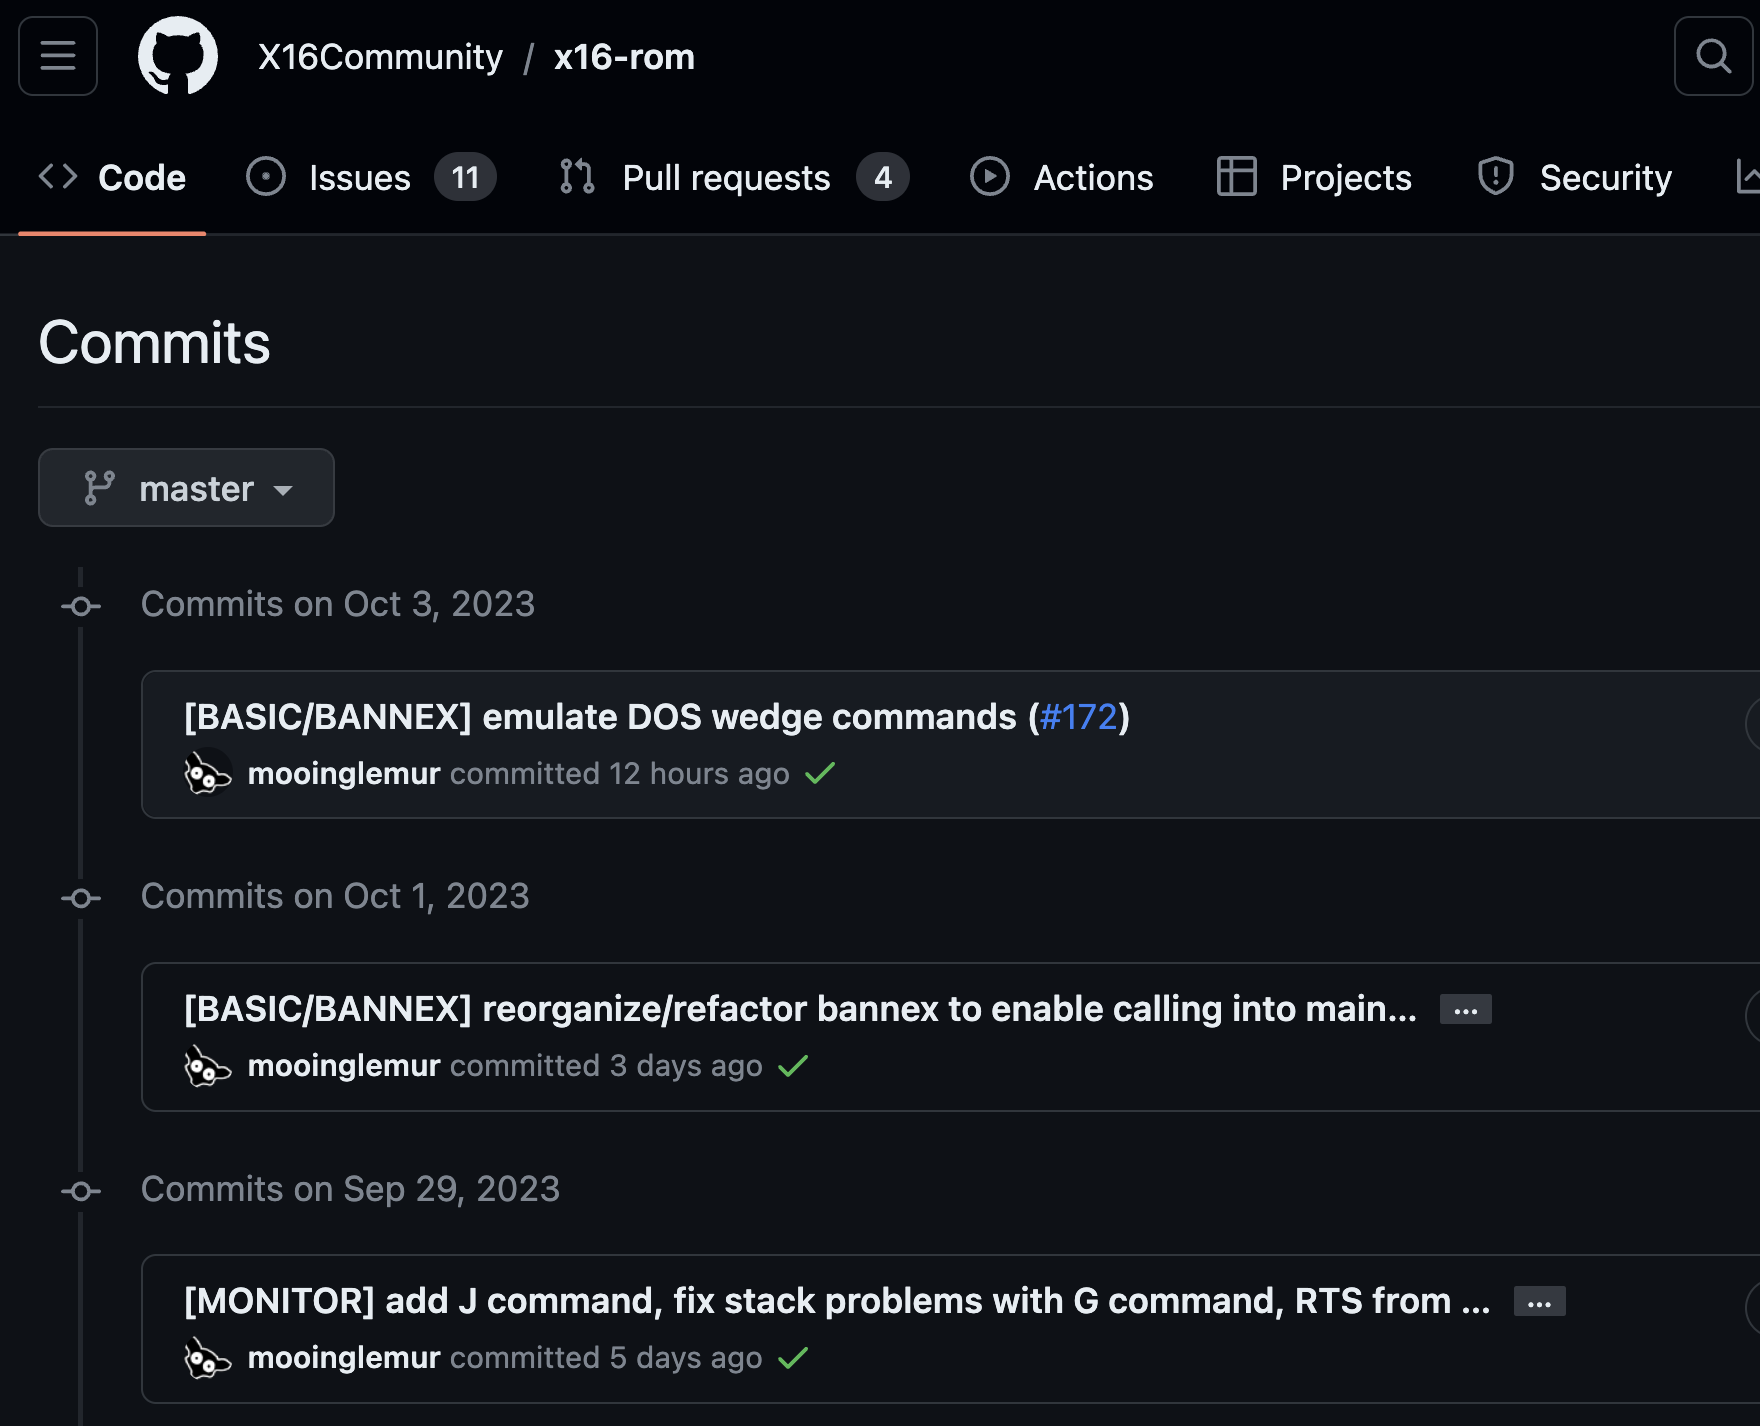 X16Community / x16-rom
Code Issues 11 Pull requests 4 Actions Projects Security
Commits
master
Commits on Oct 3, 2023
[BASIC/BANNEX] emulate DOS wedge commands (#172)
mooinglemur committed 12 hours ago
Commits on Oct 1, 2023
[BASIC/BANNEX] reorganize/refactor bannex to enable calling into main... ...
mooinglemur committed 3 days ago
Commits on Sep 29, 2023
[MONITOR] add J command, fix stack problems with G command, RTS from ... ...
mooinglemur committed 5 days ago